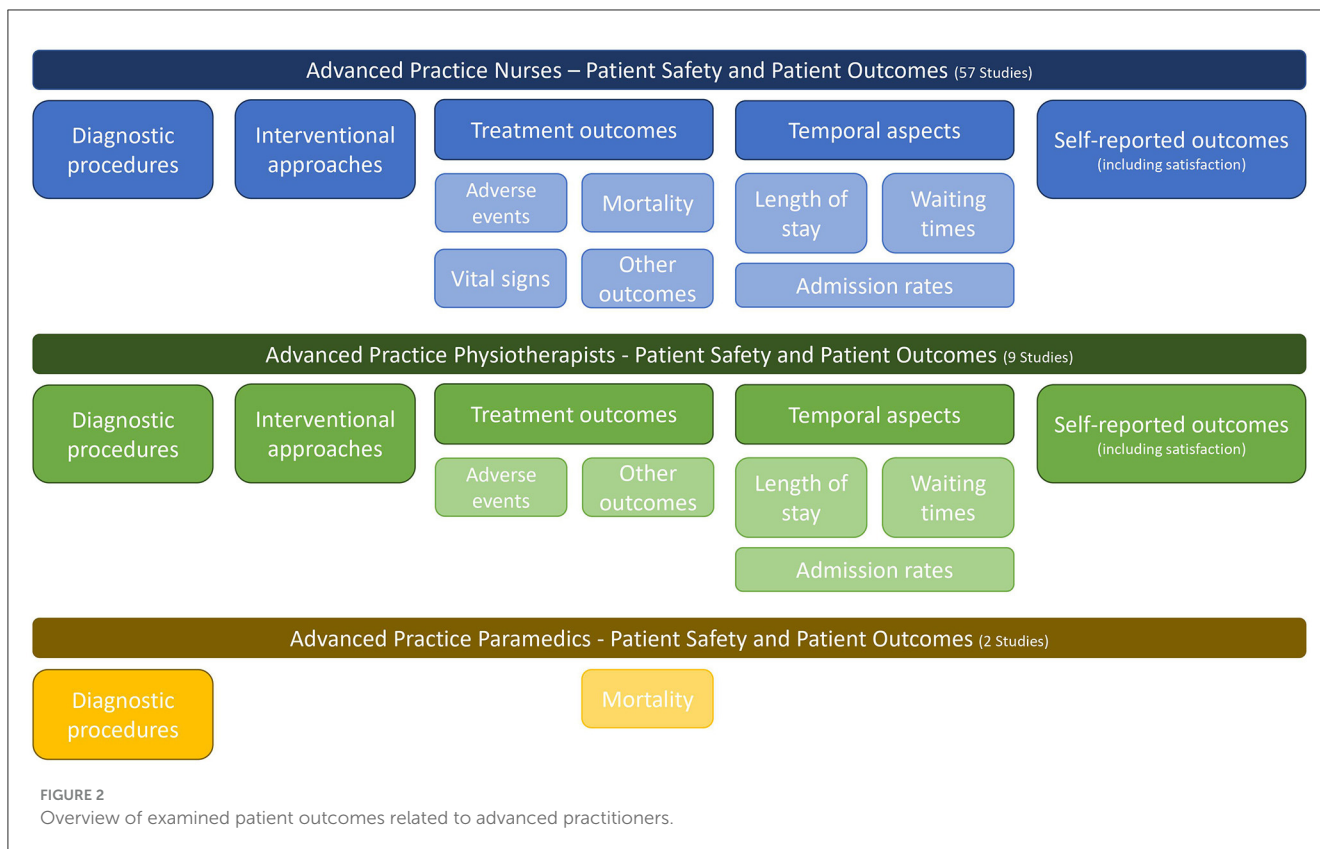 Advanced Practice Nurses – Patient Safety and Patient Outcomes (57 Studies)
Diagnostic
procedures
Interventional
approaches
Treatment outcomes
Adverse
events
Mortality
Vital signs
Other
outcomes
Temporal aspects
Length of
stay
Waiting
times
Admission rates
Self-reported outcomes
(including satisfaction)
Advanced Practice Physiotherapists - Patient Safety and Patient Outcomes (9 Studies)
Diagnostic
procedures
Interventional
approaches
Treatment outcomes
Adverse
events
Other
outcomes
Temporal aspects
Length of
stay
Waiting
times
Admission rates
Self-reported outcomes
(including satisfaction)
Advanced Practice Paramedics - Patient Safety and Patient Outcomes (2 Studies)
Diagnostic
procedures
Mortality
FIGURE 2
Overview of examined patient outcomes related to advanced practitioners.